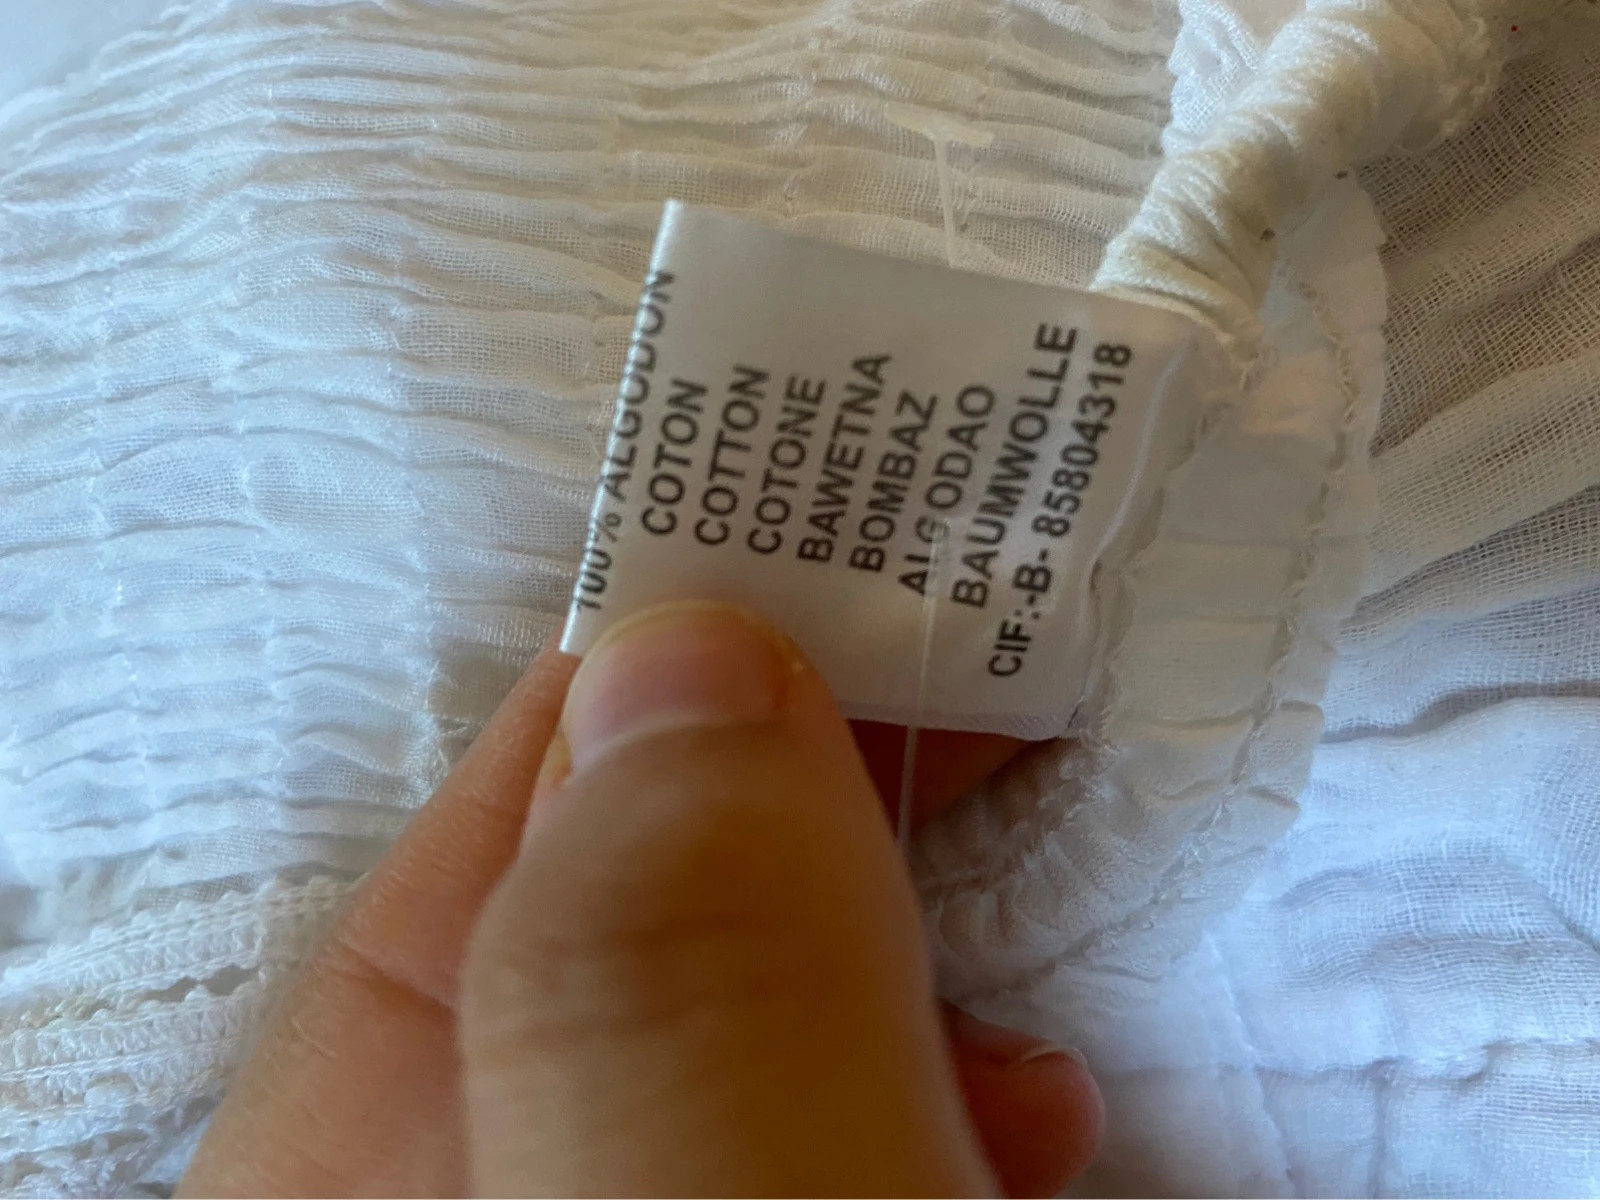 100% ALGODON
COTON
COTTON
COTONE
BAWETNA
BOMBAZ
ALGODAO
BAUMWOLLE
CIF:-B- 85804318